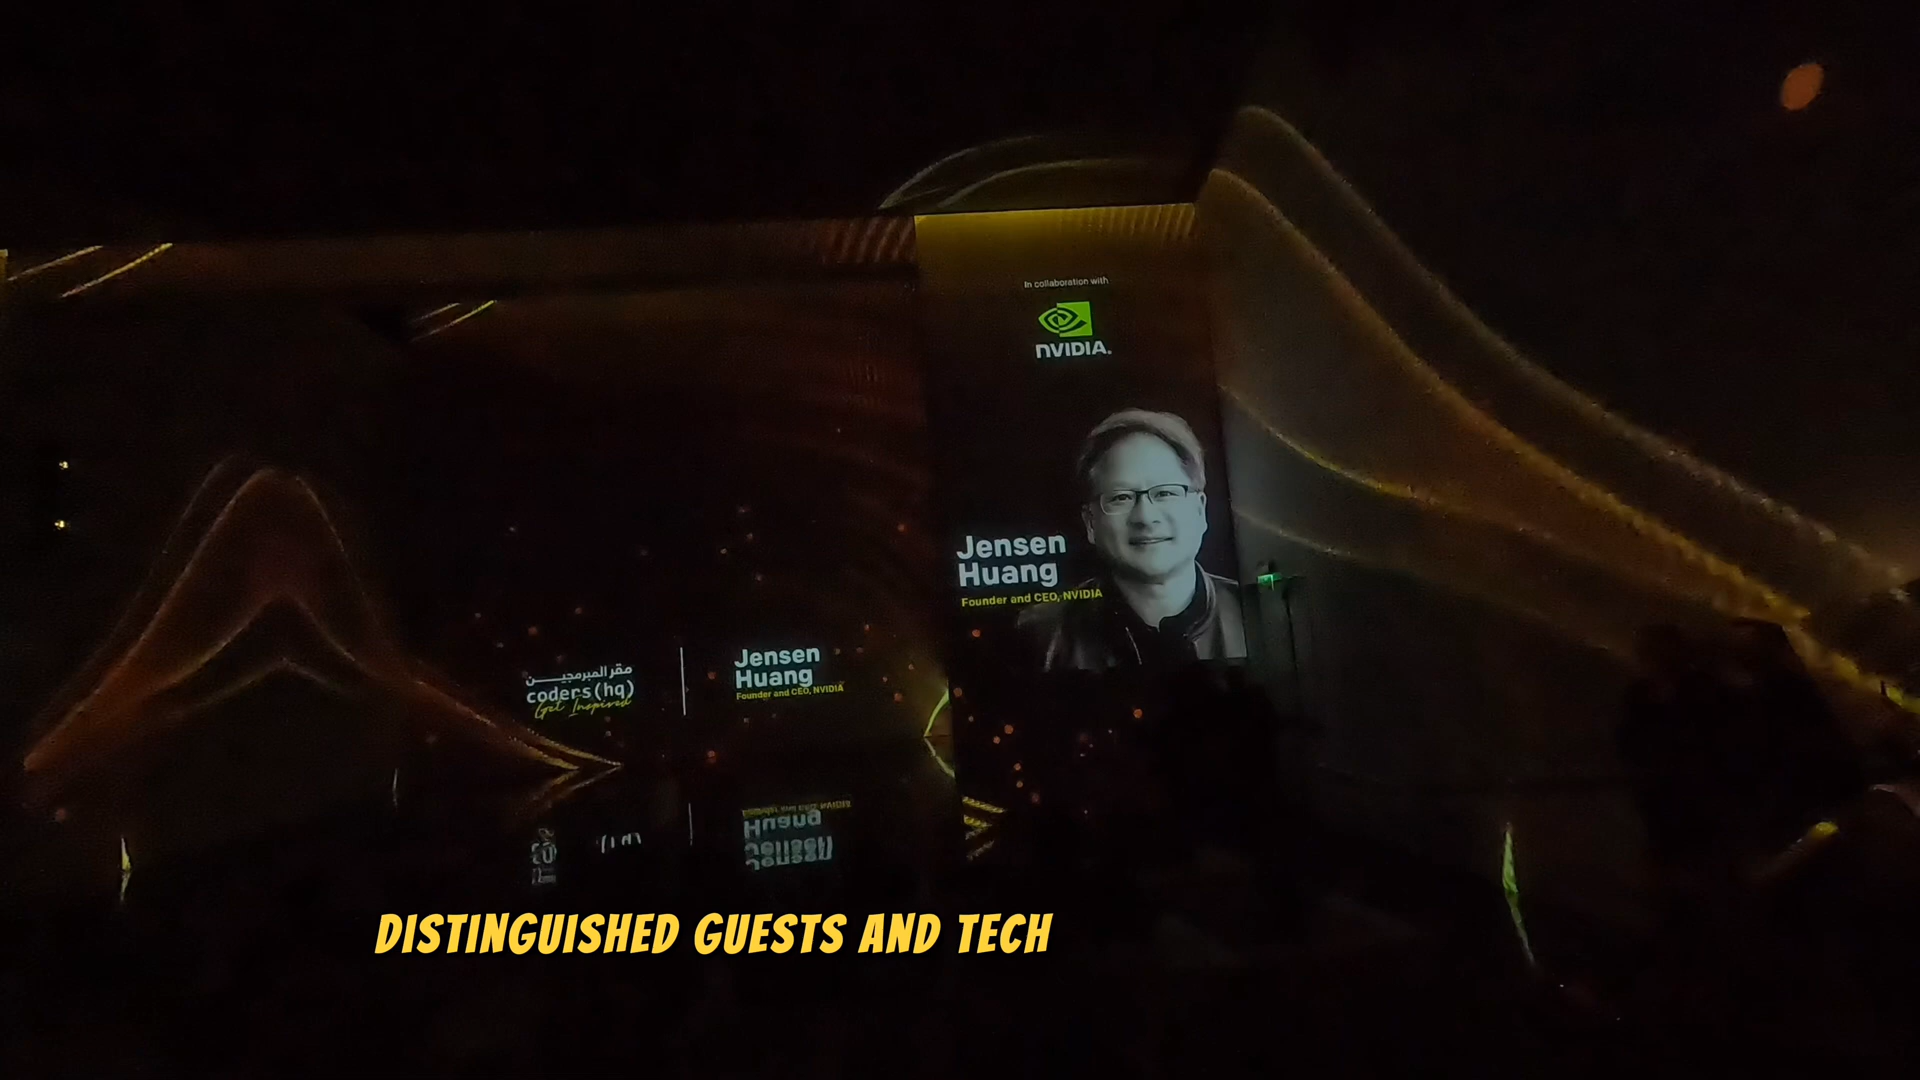 In collaboration with
NVIDIA.
Jensen
Huang
Founder and CEO, NVIDIA
مقر المبرمجيـــــن
coders(hq)
Get Inspired
Jensen
Huang
Founder and CEO, NVIDIA
DISTINGUISHED GUESTS AND TECH